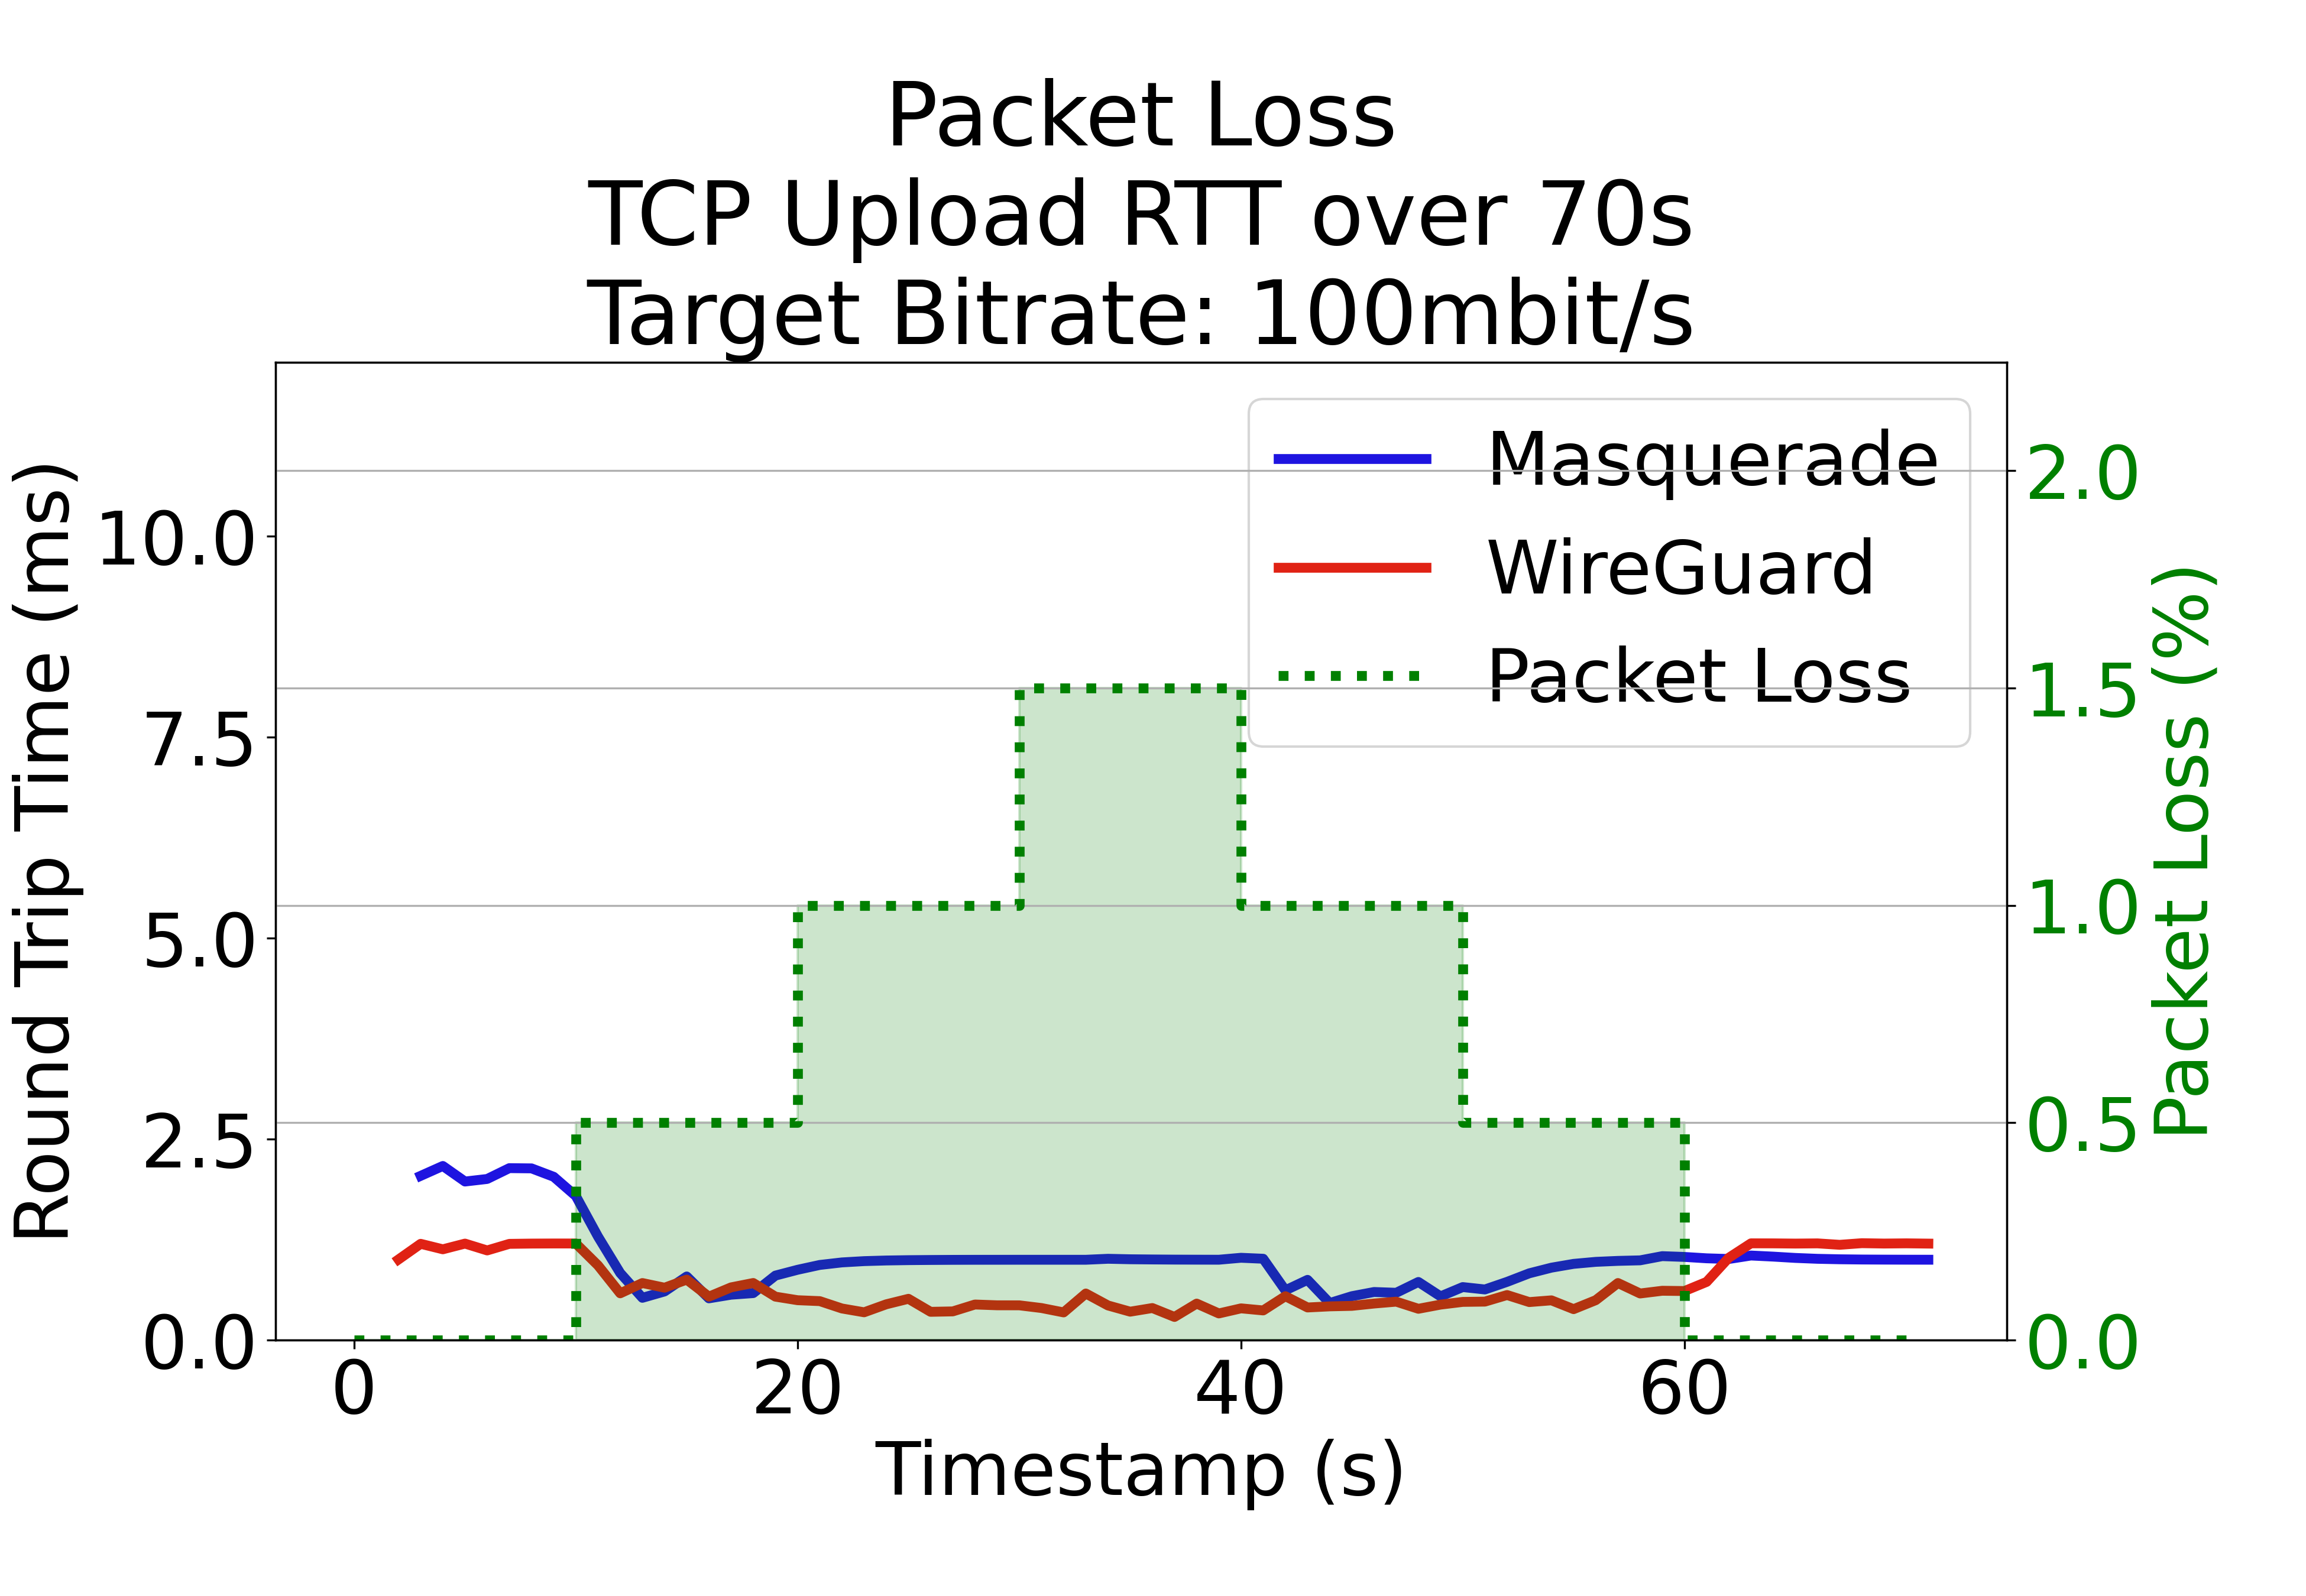 Packet Loss
TCP Upload RTT over 70s
Target Bitrate: 100mbit/s
Masquerade
WireGuard
Packet Loss
Round Trip Time (ms)
10.0
7.5
5.0
2.5
0.0
2.0
1.5
1.0
0.5
0.0
Packet Loss (%)
0 20 40 60
Timestamp (s)